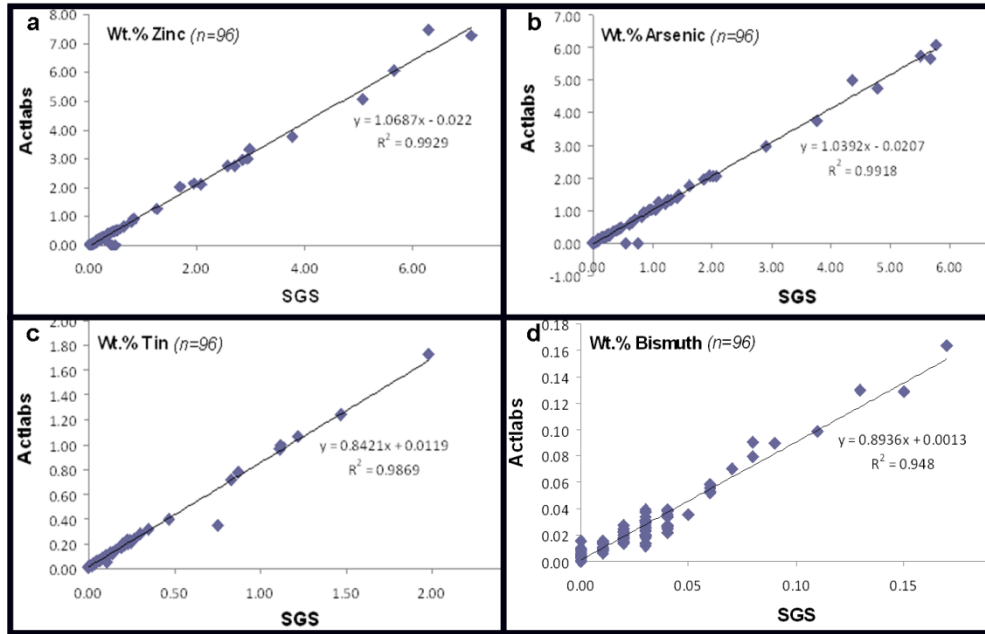 a
Wt.% Zinc (n=96)
8.00
7.00
6.00
5.00
4.00
3.00
2.00
1.00
0.00
Actlabs
y = 1.0687x - 0.022
R² = 0.9929
0.00 2.00 4.00 6.00
SGS
b
Wt.% Arsenic (n=96)
7.00
6.00
5.00
4.00
3.00
2.00
1.00
0.00
-1.00
Actlabs
y = 1.0392x - 0.0207
R² = 0.9918
0.00 1.00 2.00 3.00 4.00 5.00 6.00
SGS
c
Wt.% Tin (n=96)
2.00
1.80
1.60
1.40
1.20
1.00
0.80
0.60
0.40
0.20
0.00
Actlabs
y = 0.8421x + 0.0119
R² = 0.9869
0.00 0.50 1.00 1.50 2.00
SGS
d
Wt.% Bismuth (n=96)
0.18
0.16
0.14
0.12
0.10
0.08
0.06
0.04
0.02
0.00
Actlabs
y = 0.8936x + 0.0013
R² = 0.948
0.00 0.05 0.10 0.15
SGS